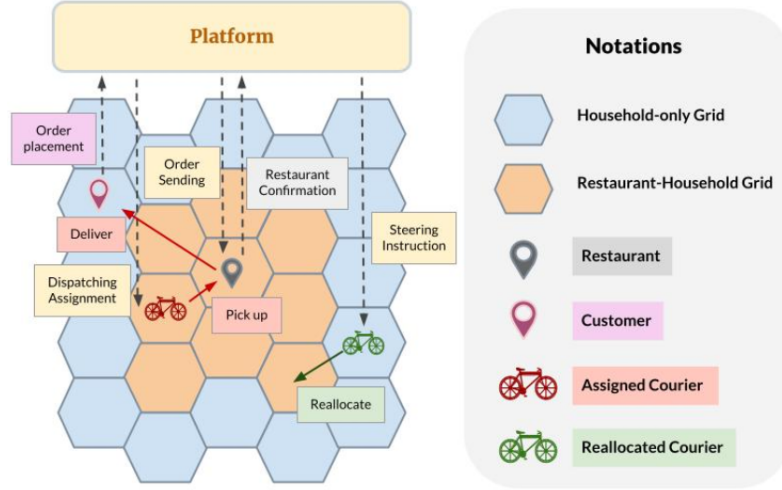 Platform
Order
placement
Order
Sending
Restaurant
Confirmation
Deliver
Steering
Instruction
Dispatching
Assignment
Pick up
Reallocate
Notations
Household-only Grid
Restaurant-Household Grid
Restaurant
Customer
Assigned Courier
Reallocated Courier